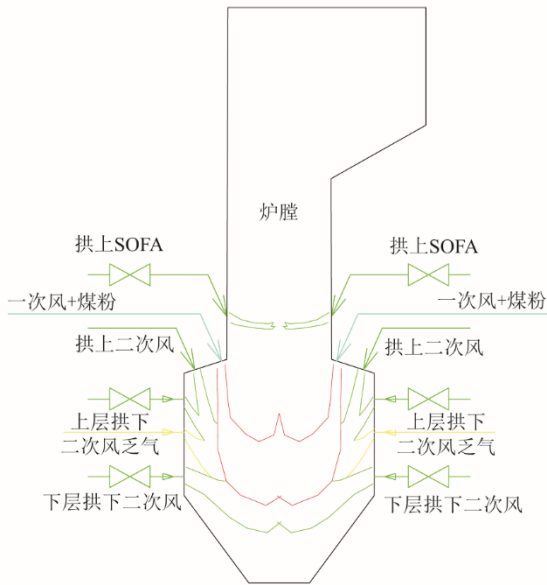 炉膛
拱上SOFA
拱上SOFA
一次风+煤粉
一次风+煤粉
拱上二次风
拱上二次风
上层拱下
二次风乏气
上层拱下
二次风乏气
下层拱下二次风
下层拱下二次风